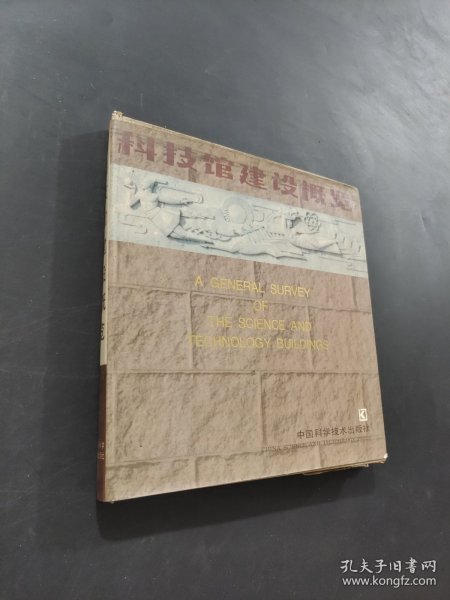 科技馆建设概览
A GENERAL SURVEY
OF
THE SCIENCE AND
TECHNOLOGY BUILDINGS
中国科学技术出版社
孔夫子旧书网
www.kongfz.com